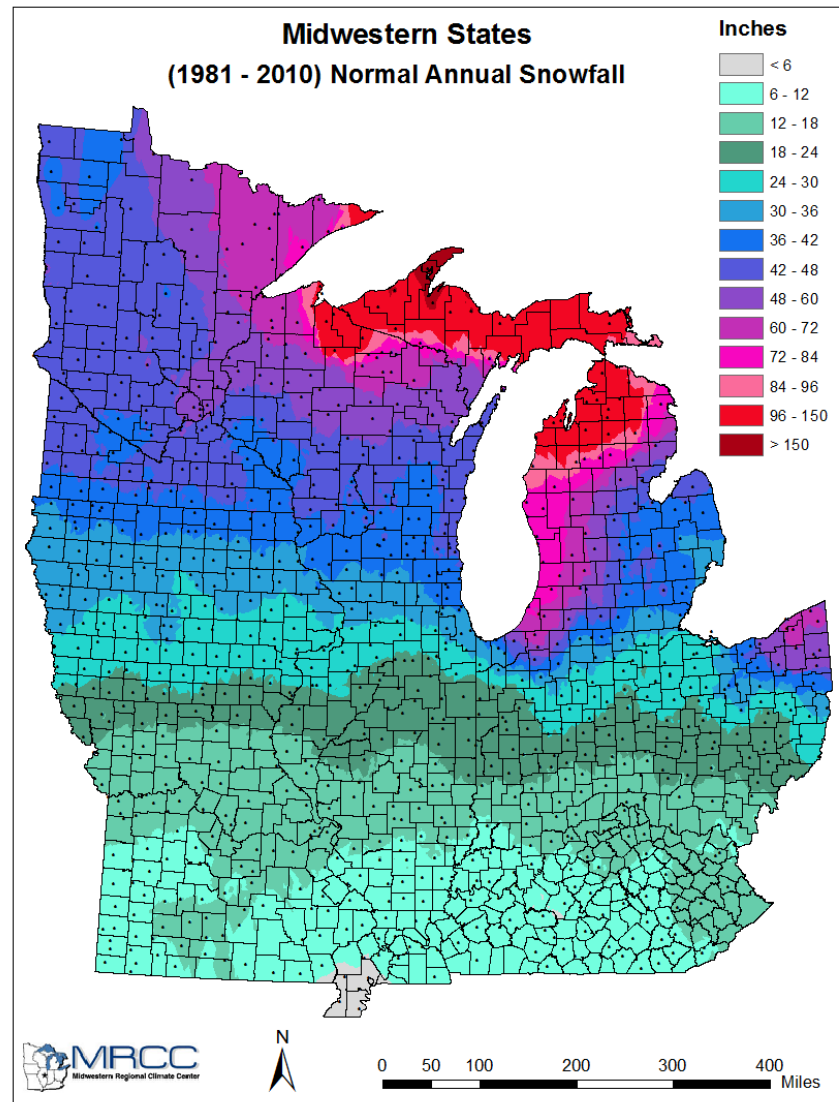 Midwestern States
(1981 - 2010) Normal Annual Snowfall
Inches
< 6
6 - 12
12 - 18
18 - 24
24 - 30
30 - 36
36 - 42
42 - 48
48 - 60
60 - 72
72 - 84
84 - 96
96 - 150
> 150
MRCC
Midwestern Regional Climate Center
N
0 50 100 200 300 400
Miles